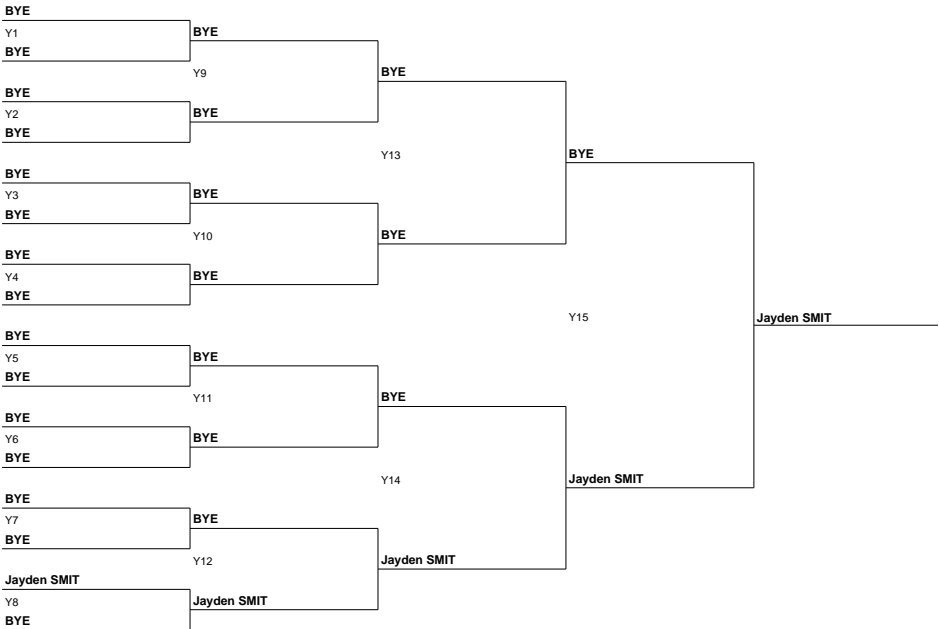 BYE
Y1
BYE
BYE
Y9
BYE
BYE
Y2
BYE
BYE
Y13
BYE
BYE
Y3
BYE
BYE
Y10
BYE
BYE
Y4
BYE
BYE
Y15
Jayden SMIT
BYE
Y5
BYE
BYE
Y11
BYE
BYE
Y6
BYE
BYE
Y14
Jayden SMIT
BYE
Y7
BYE
BYE
Y12
Jayden SMIT
Jayden SMIT
Y8
Jayden SMIT
BYE